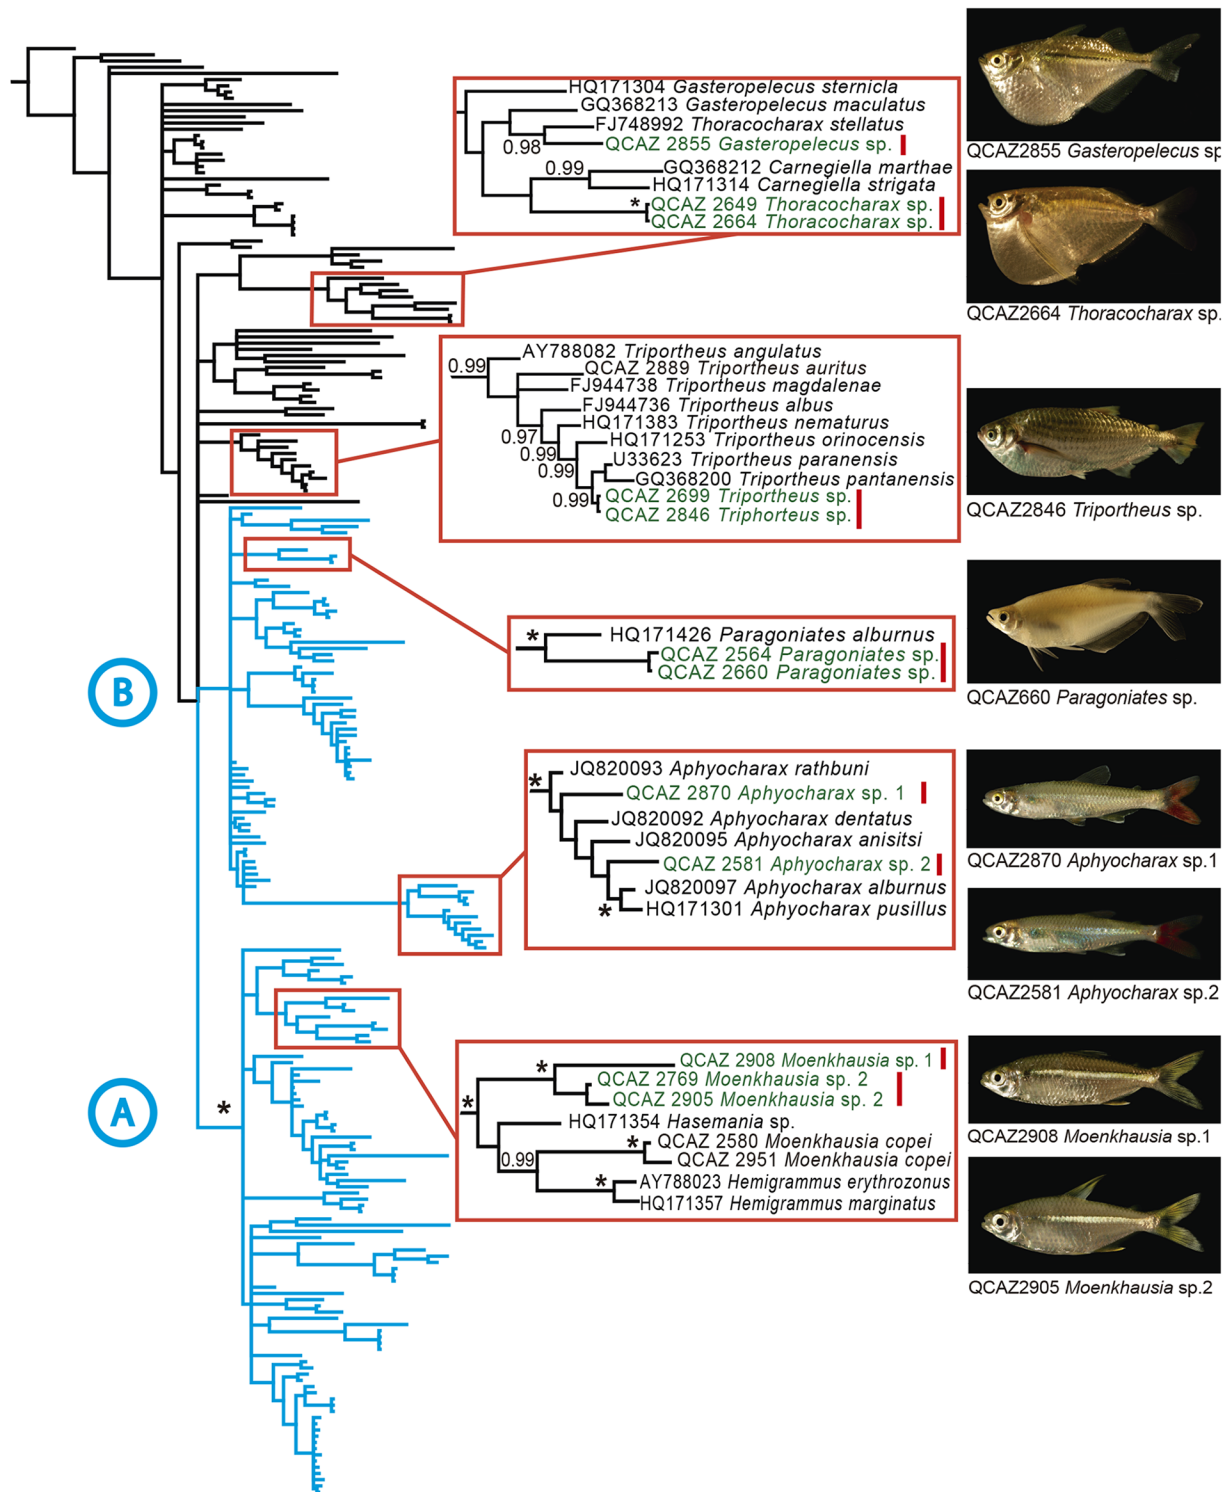 HQ171304 Gasteropelecus sternicla
GQ368213 Gasteropelecus maculatus
FJ748992 Thoracocharax stellatus
0.98
QCAZ 2855 Gasteropelecus sp.
0.99
GQ368212 Carnegiella marthae
HQ171314 Carnegiella strigata
*
QCAZ 2649 Thoracocharax sp.
QCAZ 2664 Thoracocharax sp.
QCAZ2855 Gasteropelecus sp
QCAZ2664 Thoracocharax sp.
0.99
AY788082 Triportheus angulatus
QCAZ 2889 Triportheus auritus
FJ944738 Triportheus magdalenae
FJ944736 Triportheus albus
HQ171383 Triportheus nematurus
0.97
HQ171253 Triportheus orinocensis
0.99
U33623 Triportheus paranensis
0.99
GQ368200 Triportheus pantanensis
0.99
QCAZ 2699 Triportheus sp.
QCAZ 2846 Triphorteus sp.
QCAZ2846 Triportheus sp.
*
HQ171426 Paragoniates alburnus
QCAZ 2564 Paragoniates sp.
QCAZ 2660 Paragoniates sp.
QCAZ660 Paragoniates sp.
B
*
JQ820093 Aphyocharax rathbuni
QCAZ 2870 Aphyocharax sp. 1
JQ820092 Aphyocharax dentatus
JQ820095 Aphyocharax anisitsi
QCAZ 2581 Aphyocharax sp. 2
JQ820097 Aphyocharax alburnus
*
HQ171301 Aphyocharax pusillus
QCAZ2870 Aphyocharax sp.1
QCAZ2581 Aphyocharax sp.2
A
*
*
*
QCAZ 2908 Moenkhausia sp. 1
QCAZ 2769 Moenkhausia sp. 2
QCAZ 2905 Moenkhausia sp. 2
HQ171354 Hasemania sp.
*
QCAZ 2580 Moenkhausia copei
0.99
QCAZ 2951 Moenkhausia copei
*
AY788023 Hemigrammus erythrozonus
HQ171357 Hemigrammus marginatus
QCAZ2908 Moenkhausia sp.1
QCAZ2905 Moenkhausia sp.2